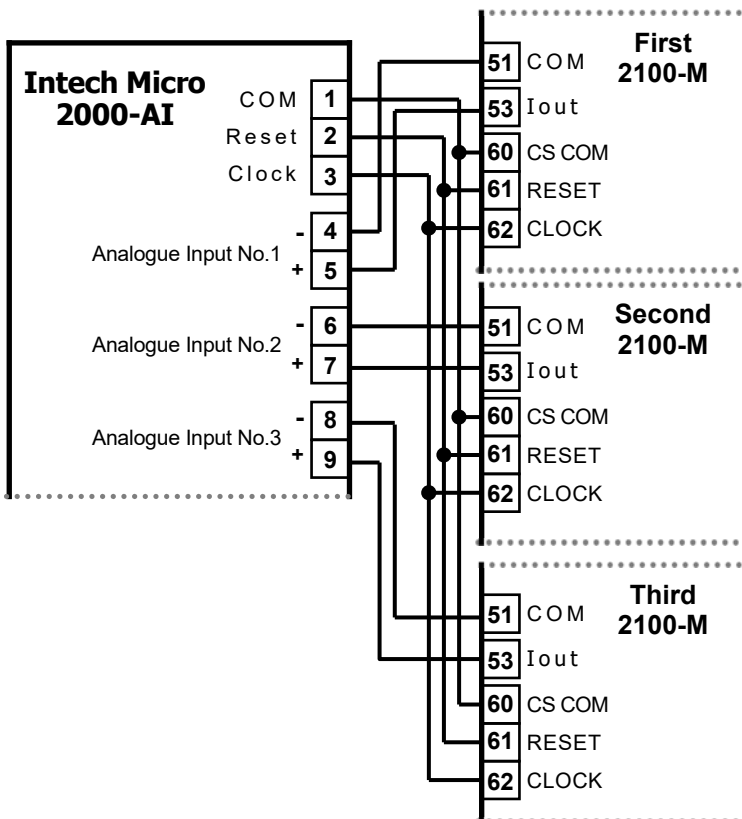 Intech Micro
2000-AI
COM 1
Reset 2
Clock 3
- 4
Analogue Input No.1
+ 5
- 6
Analogue Input No.2
+ 7
- 8
Analogue Input No.3
+ 9
First
2100-M
51 COM
53 Iout
60 CS COM
61 RESET
62 CLOCK
Second
2100-M
51 COM
53 Iout
60 CS COM
61 RESET
62 CLOCK
Third
2100-M
51 COM
53 Iout
60 CS COM
61 RESET
62 CLOCK